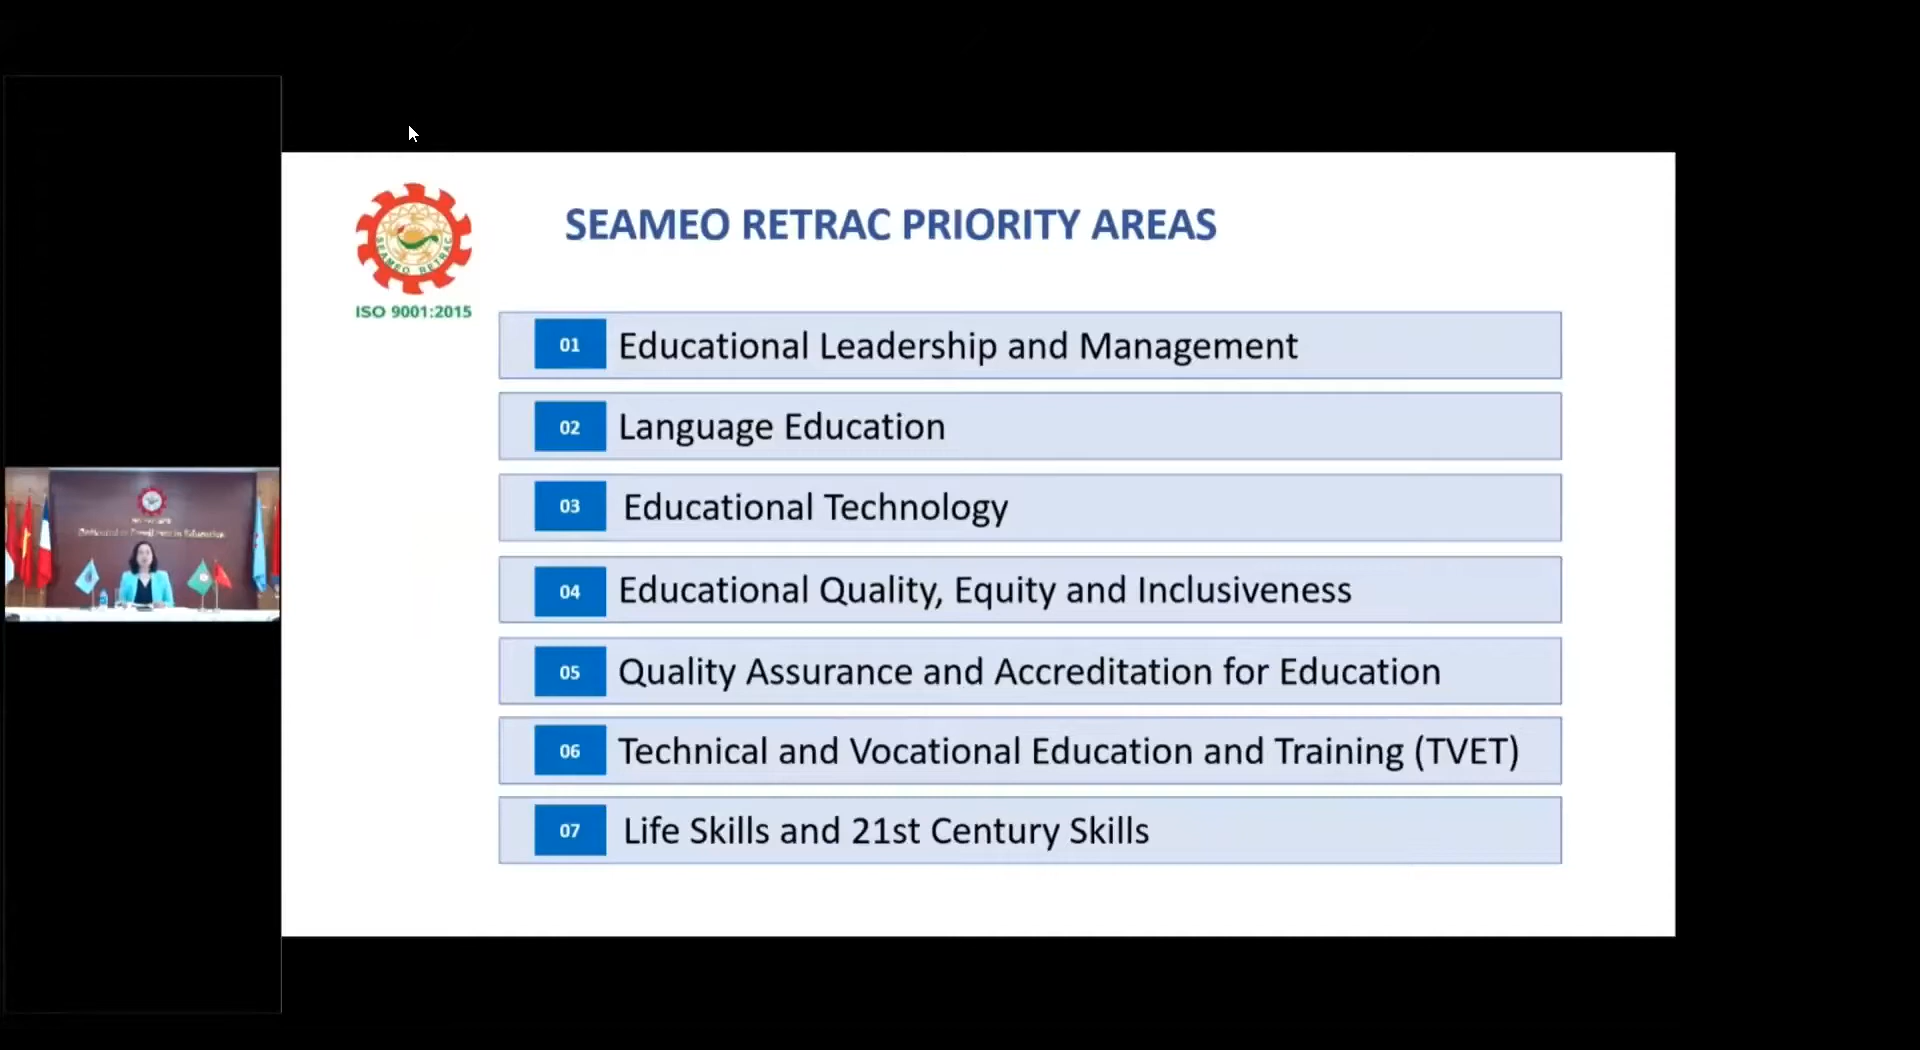 SEAMEO RETRAC
ISO 9001:2015
SEAMEO RETRAC PRIORITY AREAS
01 Educational Leadership and Management
02 Language Education
03 Educational Technology
04 Educational Quality, Equity and Inclusiveness
05 Quality Assurance and Accreditation for Education
06 Technical and Vocational Education and Training (TVET)
07 Life Skills and 21st Century Skills